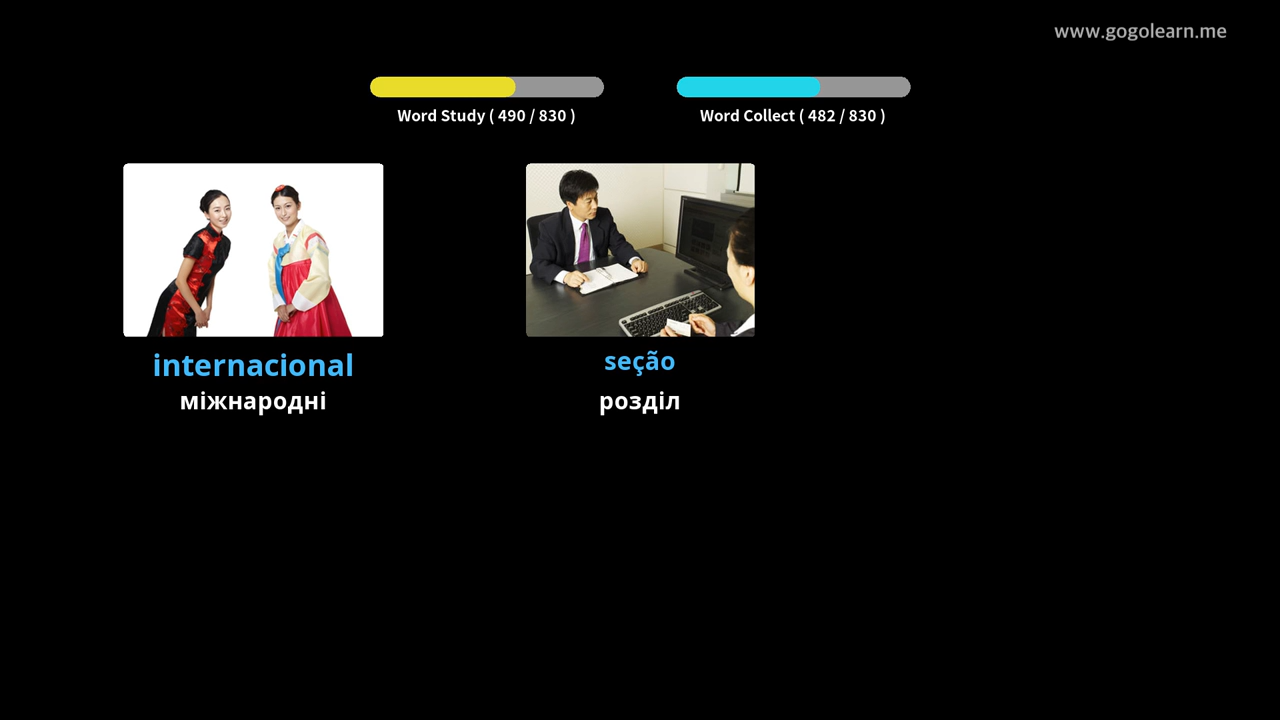 www.gogolearn.me
Word Study ( 490 / 830 )
Word Collect ( 482 / 830 )
internacional
міжнародні
seção
розділ